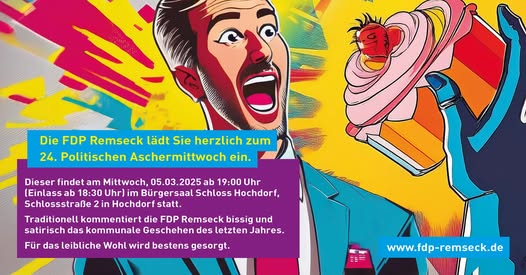 Die FDP Remseck lädt Sie herzlich zum
24. Politischen Aschermittwoch ein.
Dieser findet am Mittwoch, 05.03.2025 ab 19:00 Uhr
(Einlass ab 18:30 Uhr) im Bürgersaal Schloss Hochdorf,
Schlossstraße 2 in Hochdorf statt.
Traditionell kommentiert die FDP Remseck bissig und
satirisch das kommunale Geschehen des letzten Jahres.
Für das leibliche Wohl wird bestens gesorgt.
www.fdp-remseck.de